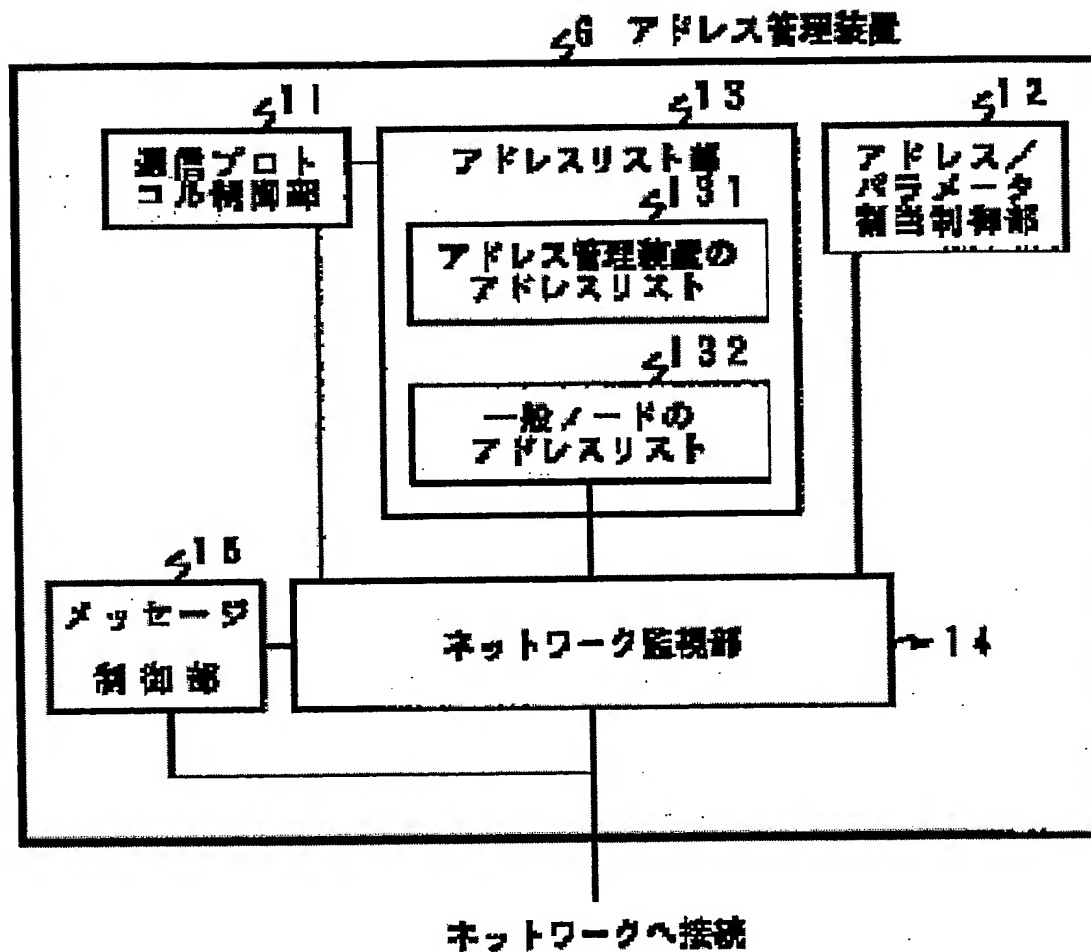 6 アドレス管理装置
11
13
12
通信プロト
コル制御部
アドレスリスト部
アドレス/
パラメータ
割当制御部
131
アドレス管理装置の
アドレスリスト
132
一般ノードの
アドレスリスト
15
メッセージ
制御部
ネットワーク監視部
14
ネットワークへ接続